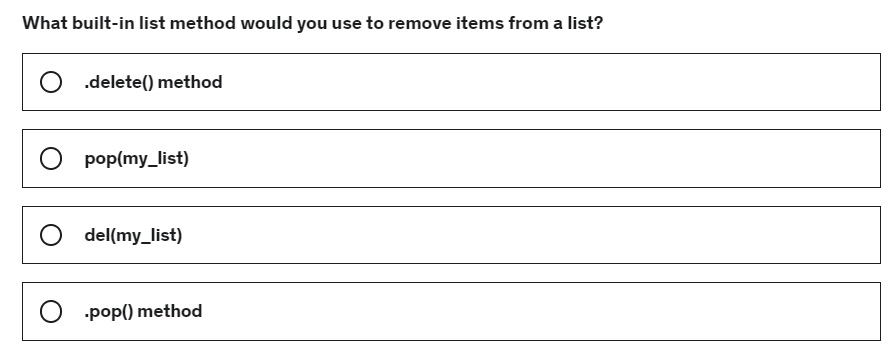 What built-in list method would you use to remove items from a list?
.delete() method
pop(my_list)
del(my_list)
.pop() method